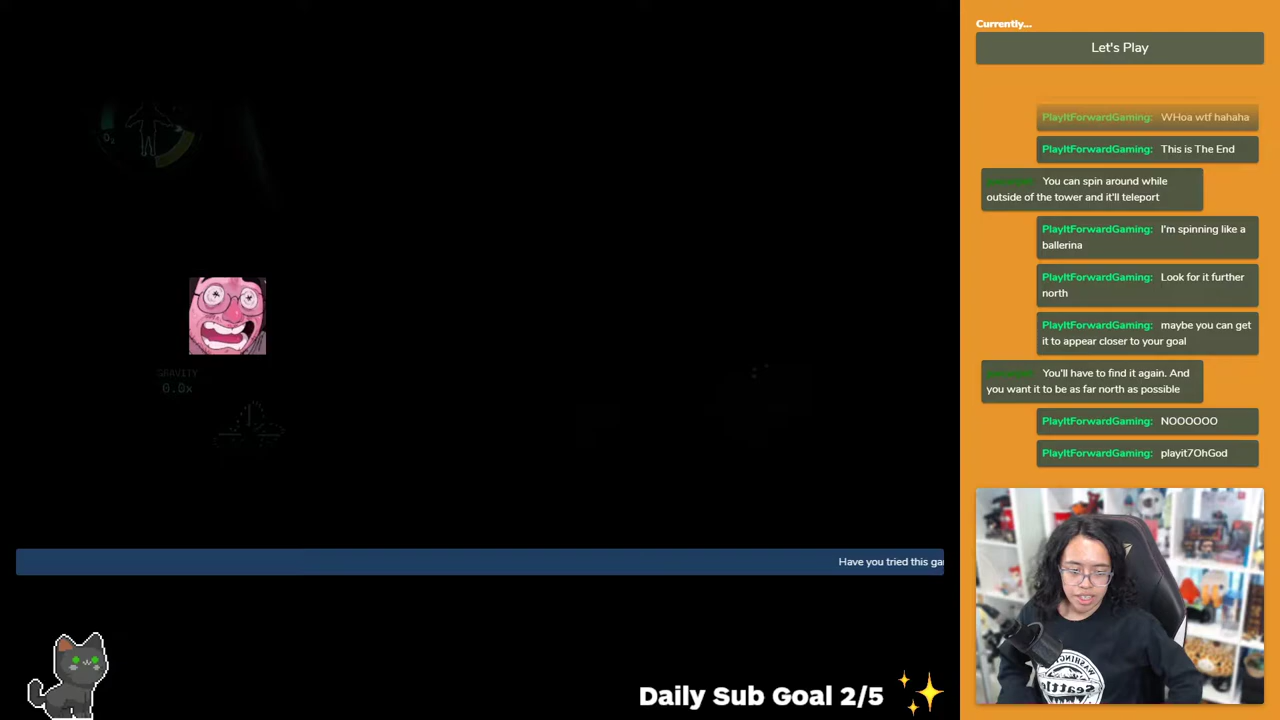 Currently...
Let's Play
PlayItForwardGaming: WHoa wtf hahaha
PlayItForwardGaming: This is The End
You can spin around while
outside of the tower and it'll teleport
PlayItForwardGaming: I'm spinning like a
ballerina
PlayItForwardGaming: Look for it further
north
PlayItForwardGaming: maybe you can get
it to appear closer to your goal
You'll have to find it again. And
you want it to be as far north as possible
PlayItForwardGaming: NOOOOOO
PlayItForwardGaming: playit7OhGod
O₂
GRAVITY
0.0x
Have you tried this ga
Daily Sub Goal 2/5
Seattle